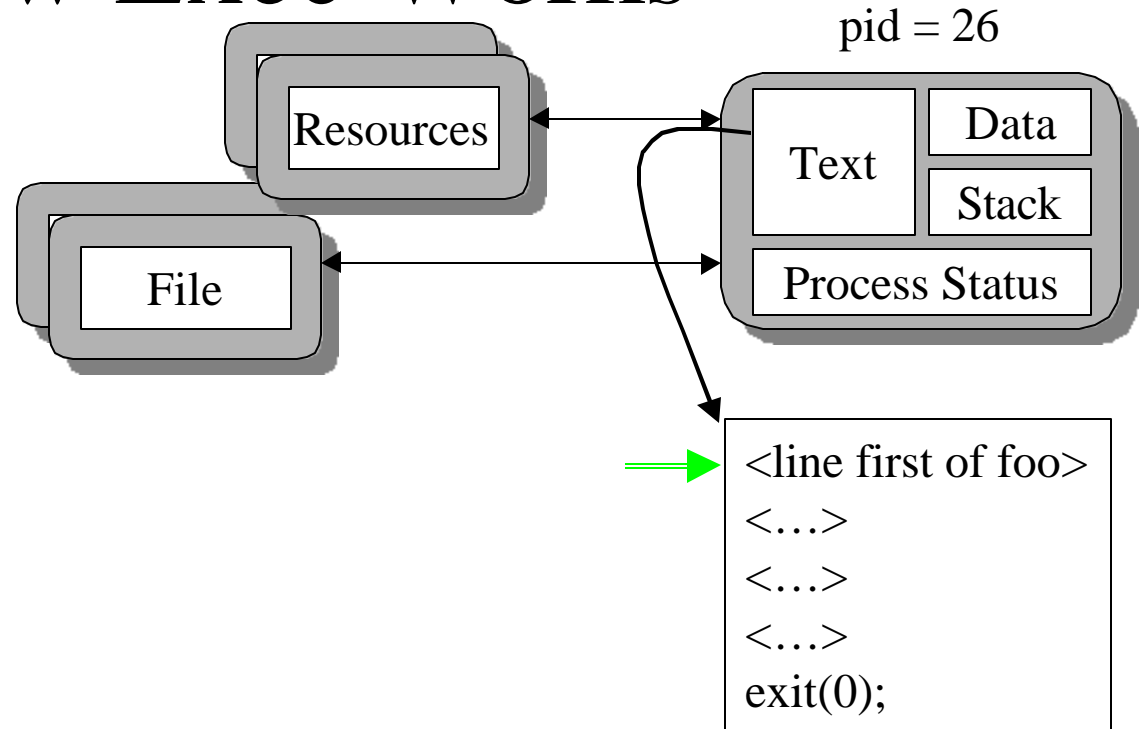 pid = 26
Resources
Text
Data
Stack
File
Process Status
<line first of foo>
<…>
<…>
<…>
exit(0);